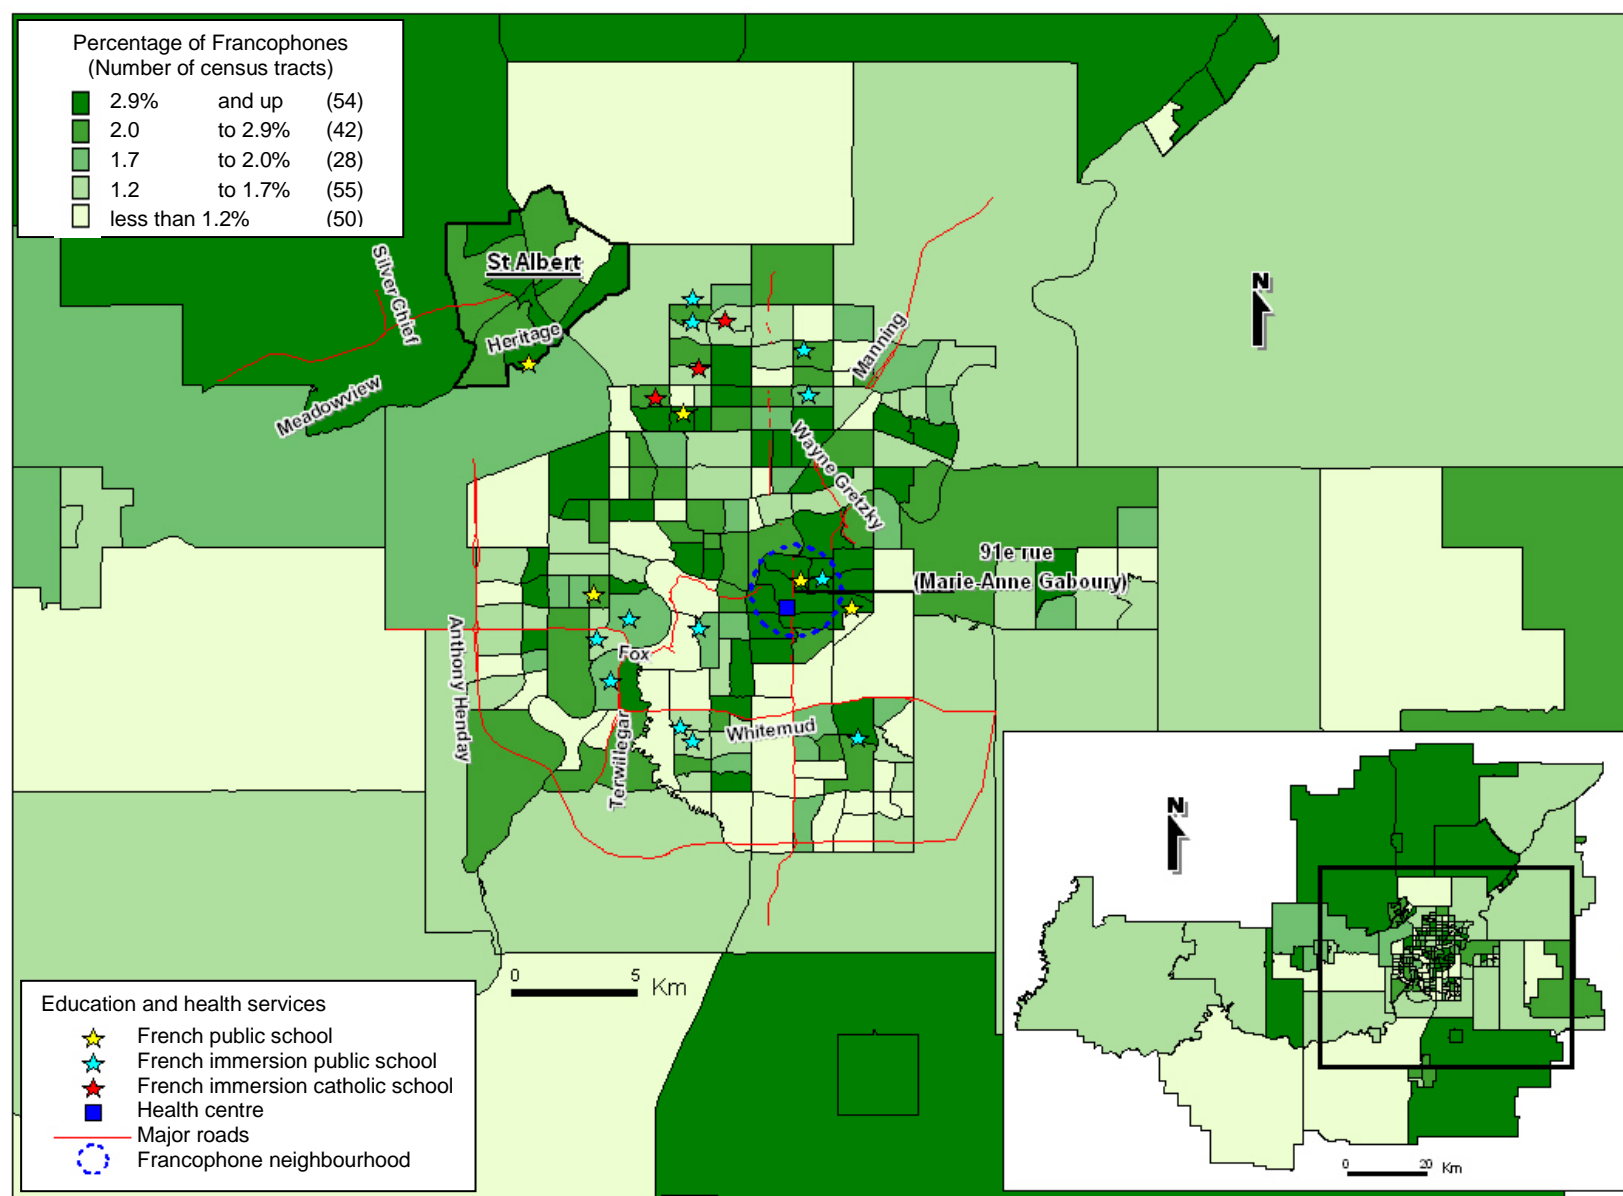 Percentage of Francophones
(Number of census tracts)
2.9% and up (54)
2.0 to 2.9% (42)
1.7 to 2.0% (28)
1.2 to 1.7% (55)
less than 1.2% (50)
St Albert
Silver Chief
Heritage
Meadowview
Manning
Wayne Gretzky
N
91e rue
(Marie-Anne Gaboury)
Anthony Henday
Fox
Terwillegar
Whitemud
0 5 Km
Education and health services
French public school
French immersion public school
French immersion catholic school
Health centre
Major roads
Francophone neighbourhood
N
0 20 Km